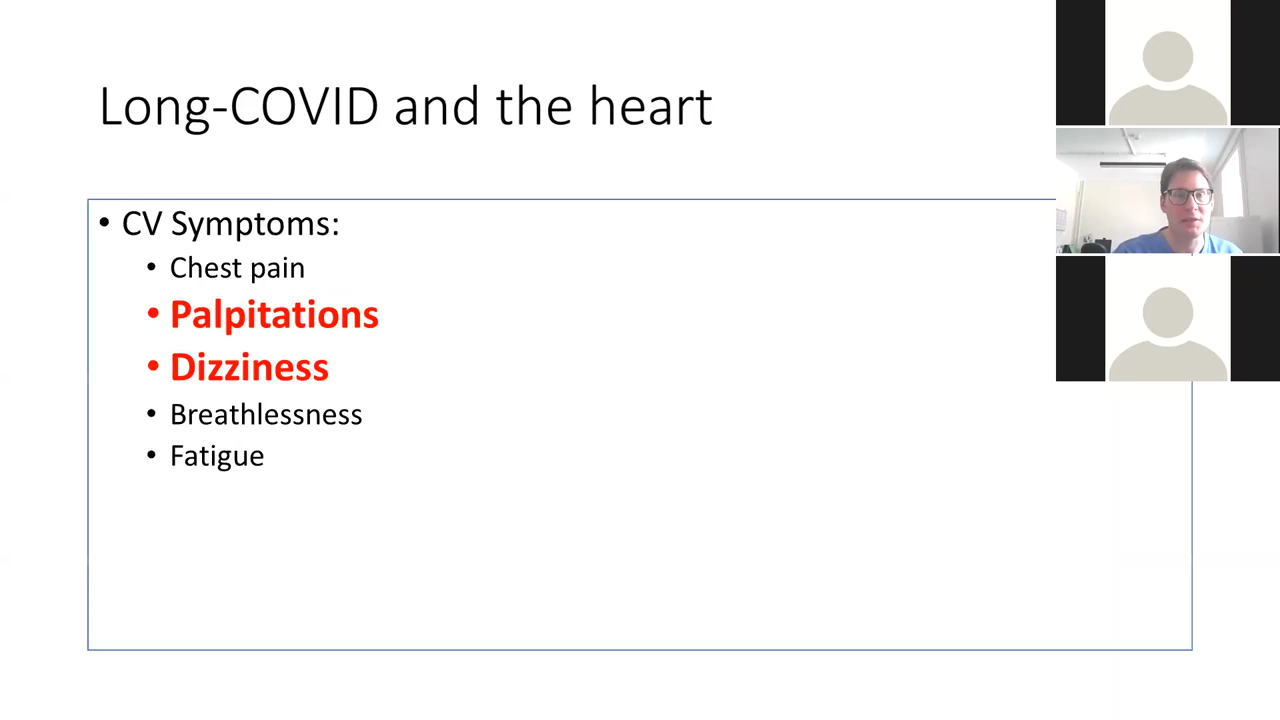 Long-COVID and the heart
• CV Symptoms:
• Chest pain
• Palpitations
• Dizziness
• Breathlessness
• Fatigue